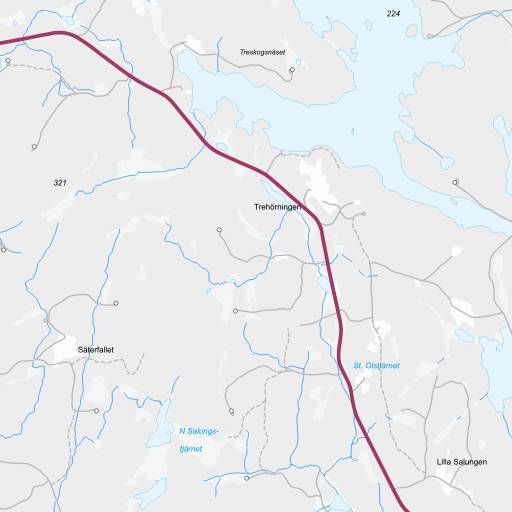 224
Treskogsnäset
321
Trehörningen
Säterfallet
St. Olstjärnet
N Salungs-
tjärnet
Lilla Salungen